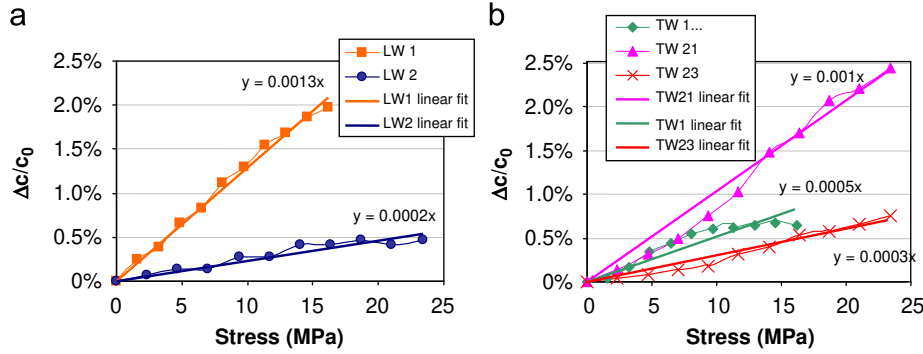 a
LW 1
LW 2
LW1 linear fit
LW2 linear fit
2.5%
2.0%
1.5%
1.0%
0.5%
0%
Δc/c0
y = 0.0013x
y = 0.0002x
0 5 10 15 20 25
Stress (MPa)
b
TW 1...
TW 21
TW 23
TW21 linear fit
TW1 linear fit
TW23 linear fit
2.5%
2.0%
1.5%
1.0%
0.5%
0%
Δc/c0
y = 0.001x
y = 0.0005x
y = 0.0003x
0 5 10 15 20 25
Stress (MPa)